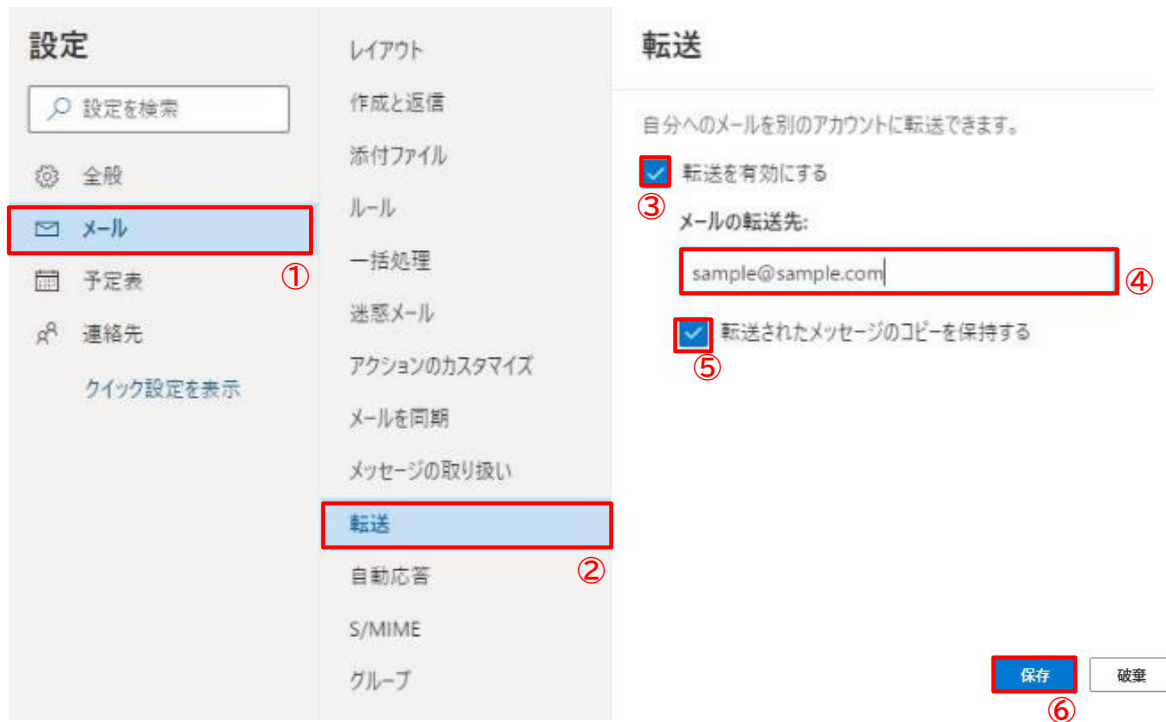 設定
設定を検索
全般
メール
①
予定表
連絡先
クイック設定を表示
レイアウト
作成と返信
添付ファイル
ルール
一括処理
迷惑メール
アクションのカスタマイズ
メールを同期
メッセージの取り扱い
転送
②
自動応答
S/MIME
グループ
転送
自分へのメールを別のアカウントに転送できます。
転送を有効にする
③
メールの転送先:
sample@sample.com
④
転送されたメッセージのコピーを保持する
⑤
保存
破棄
⑥